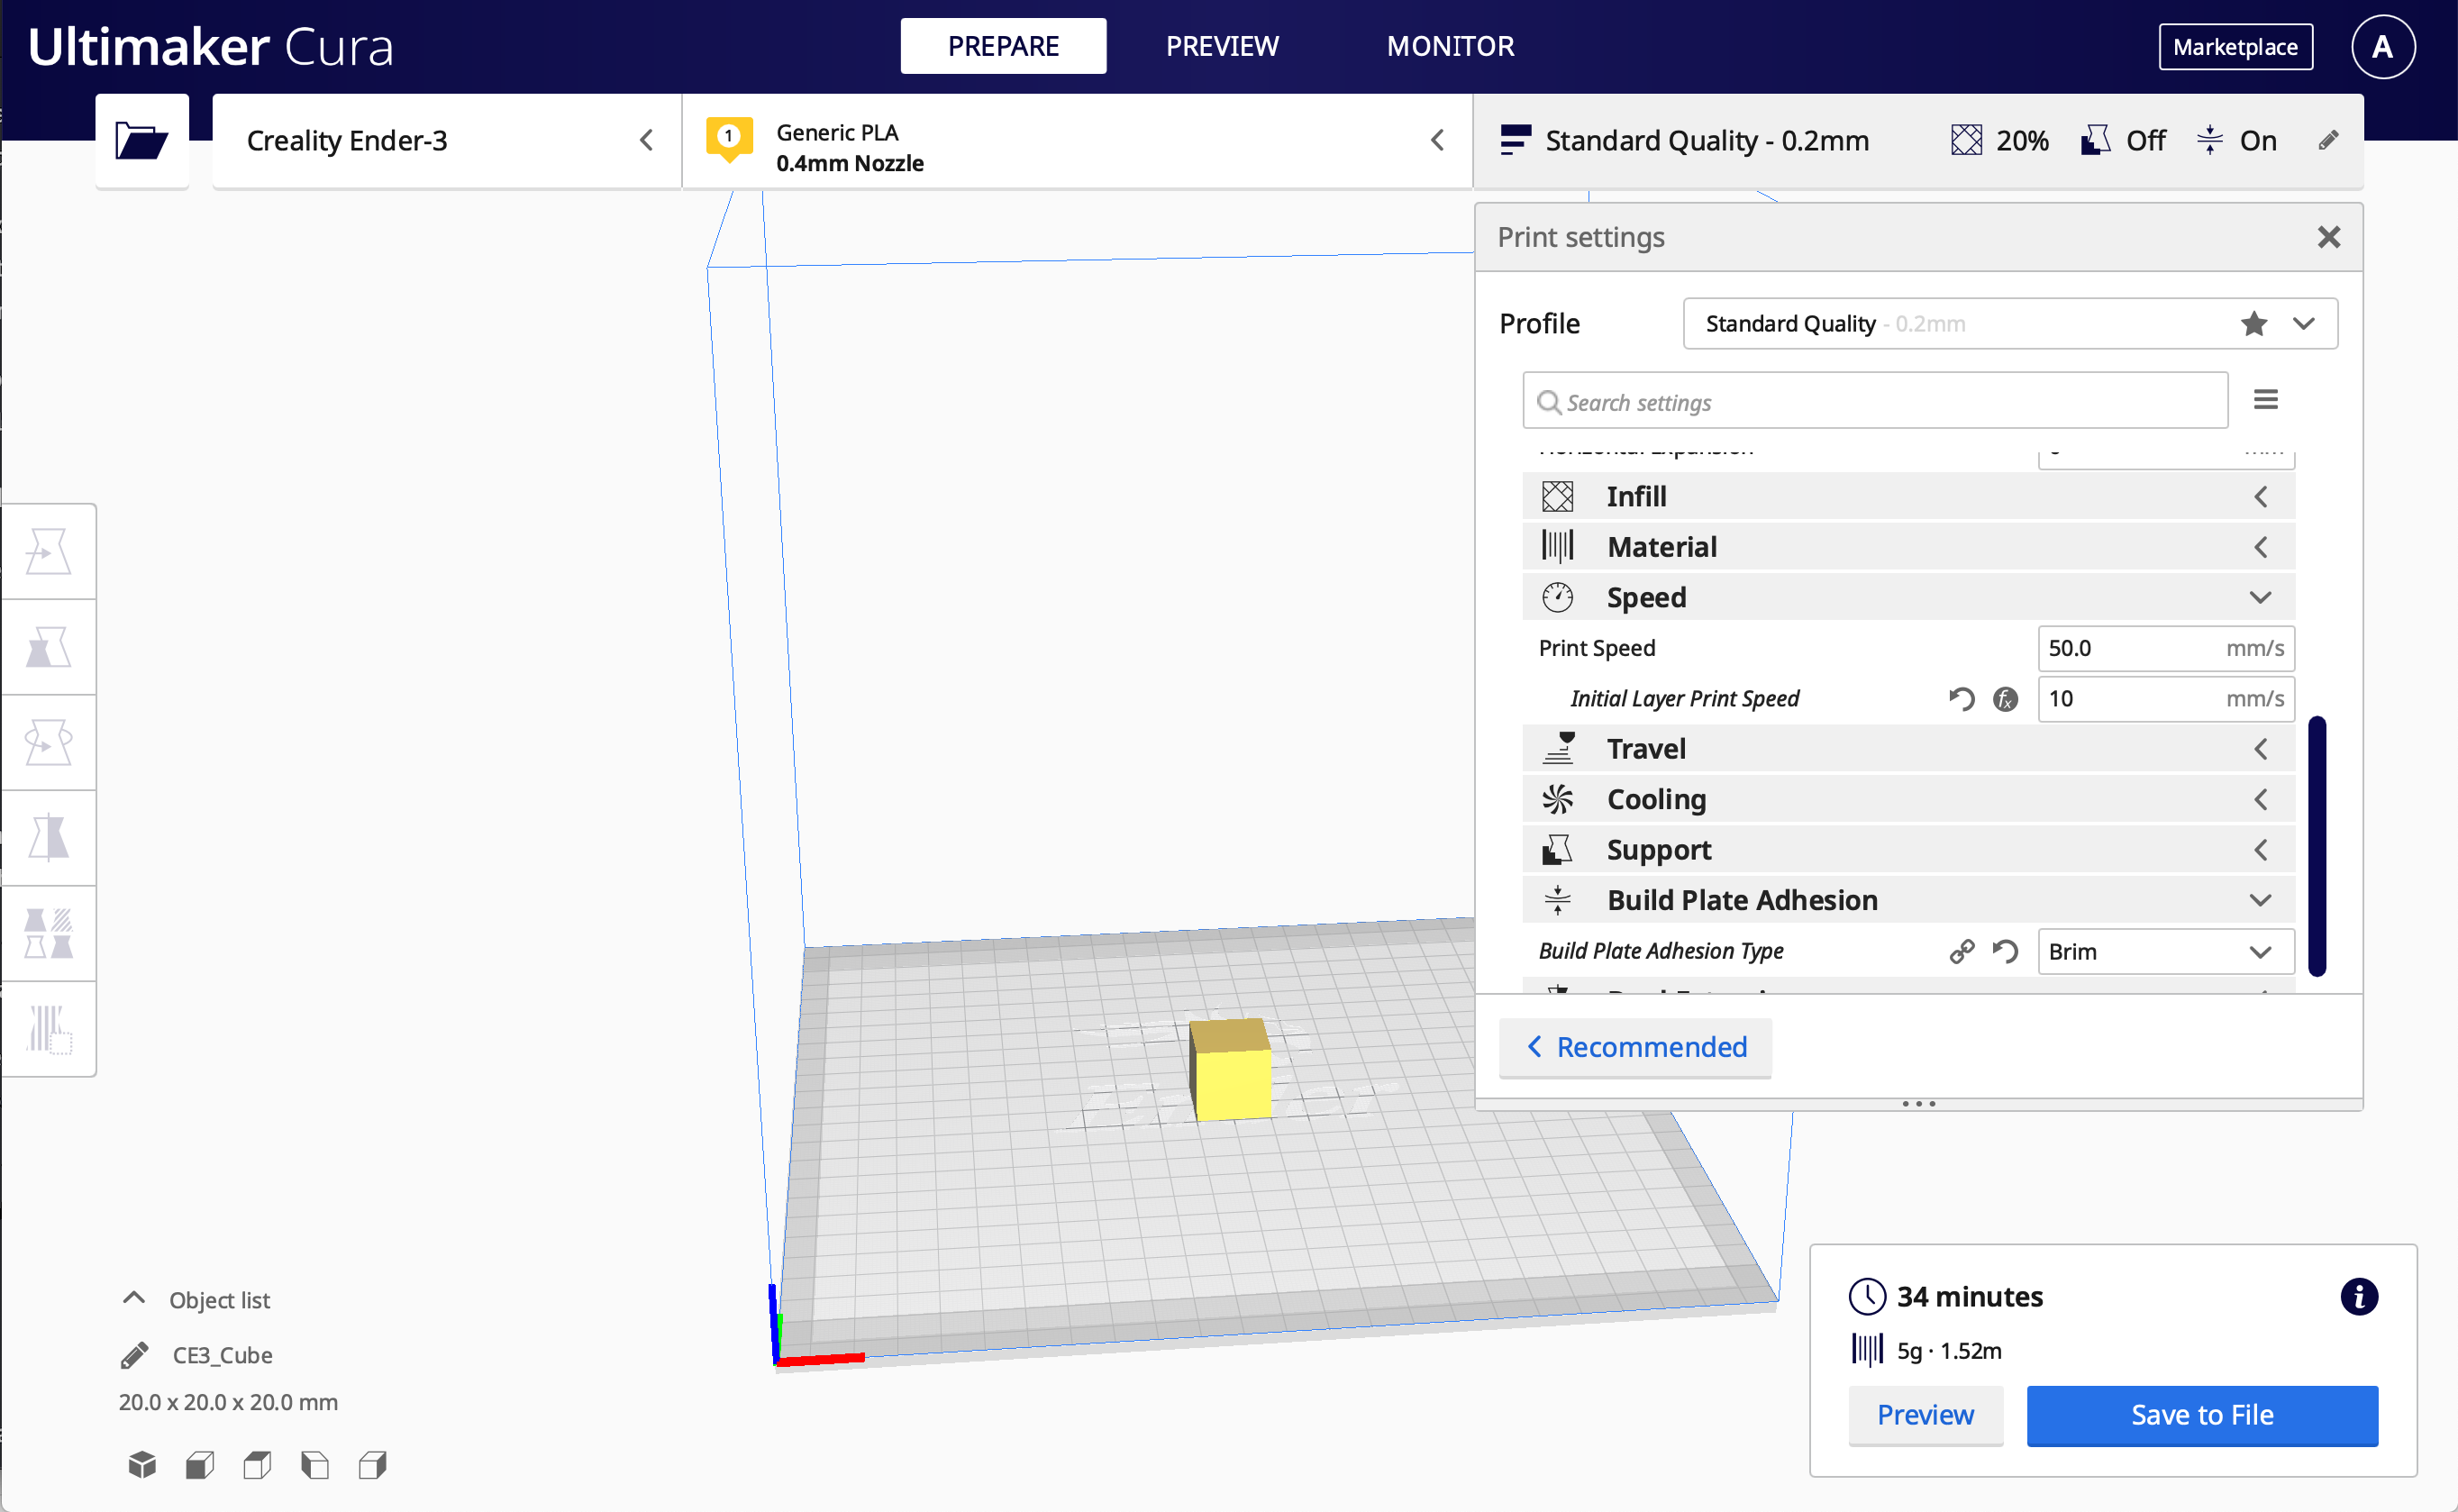 Ultimaker Cura
PREPARE
PREVIEW
MONITOR
Marketplace
A
Creality Ender-3
1
Generic PLA
0.4mm Nozzle
Standard Quality - 0.2mm
20%
Off
On
Print settings
Profile
Standard Quality - 0.2mm
Search settings
Infill
Material
Speed
Print Speed
50.0 mm/s
Initial Layer Print Speed
fx
10 mm/s
Travel
Cooling
Support
Build Plate Adhesion
Build Plate Adhesion Type
Brim
Recommended
Object list
CE3_Cube
20.0 x 20.0 x 20.0 mm
34 minutes
5g · 1.52m
Preview
Save to File